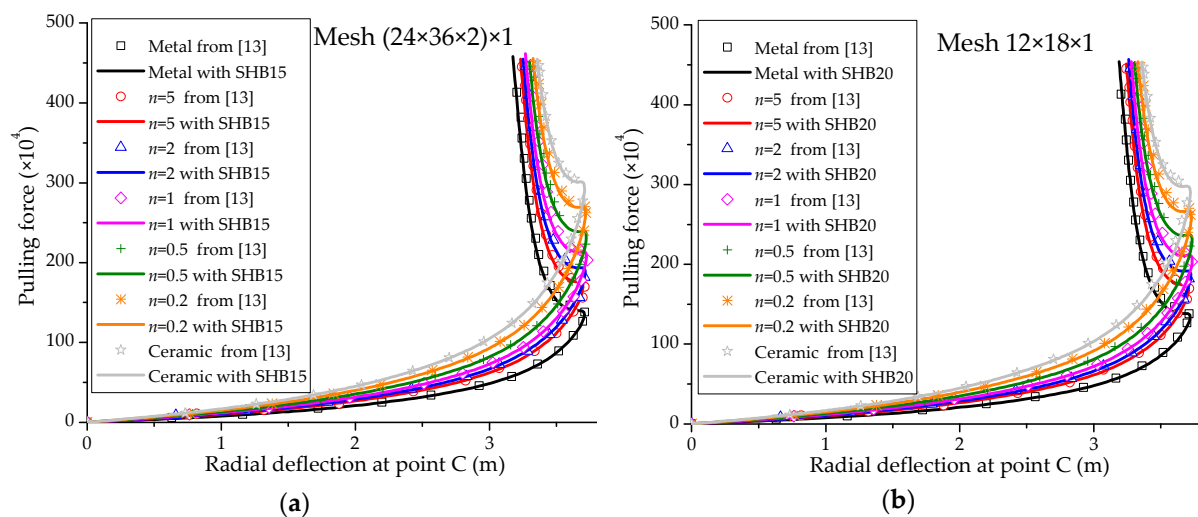 Mesh (24×36×2)×1
Metal from [13]
Metal with SHB15
n=5 from [13]
n=5 with SHB15
n=2 from [13]
n=2 with SHB15
n=1 from [13]
n=1 with SHB15
n=0.5 from [13]
n=0.5 with SHB15
n=0.2 from [13]
n=0.2 with SHB15
Ceramic from [13]
Ceramic with SHB15
Pulling force (×10⁴)
500
400
300
200
100
0
0 1 2 3
Radial deflection at point C (m)
(a)
Mesh 12×18×1
Metal from [13]
Metal with SHB20
n=5 from [13]
n=5 with SHB20
n=2 from [13]
n=2 with SHB20
n=1 from [13]
n=1 with SHB20
n=0.5 from [13]
n=0.5 with SHB20
n=0.2 from [13]
n=0.2 with SHB20
Ceramic from [13]
Ceramic with SHB20
Pulling force (×10⁴)
500
400
300
200
100
0
0 1 2 3
Radial deflection at point C (m)
(b)